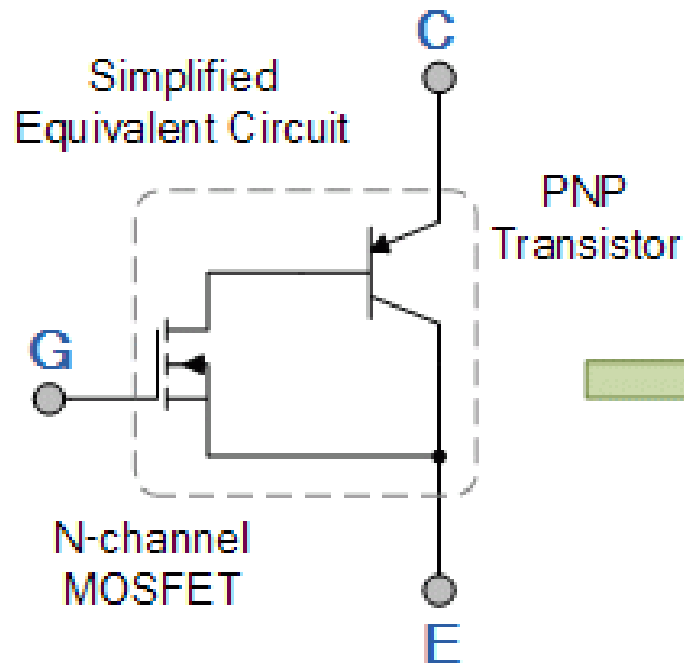 C
Simplified
Equivalent Circuit
PNP
Transistor
G
N-channel
MOSFET
E